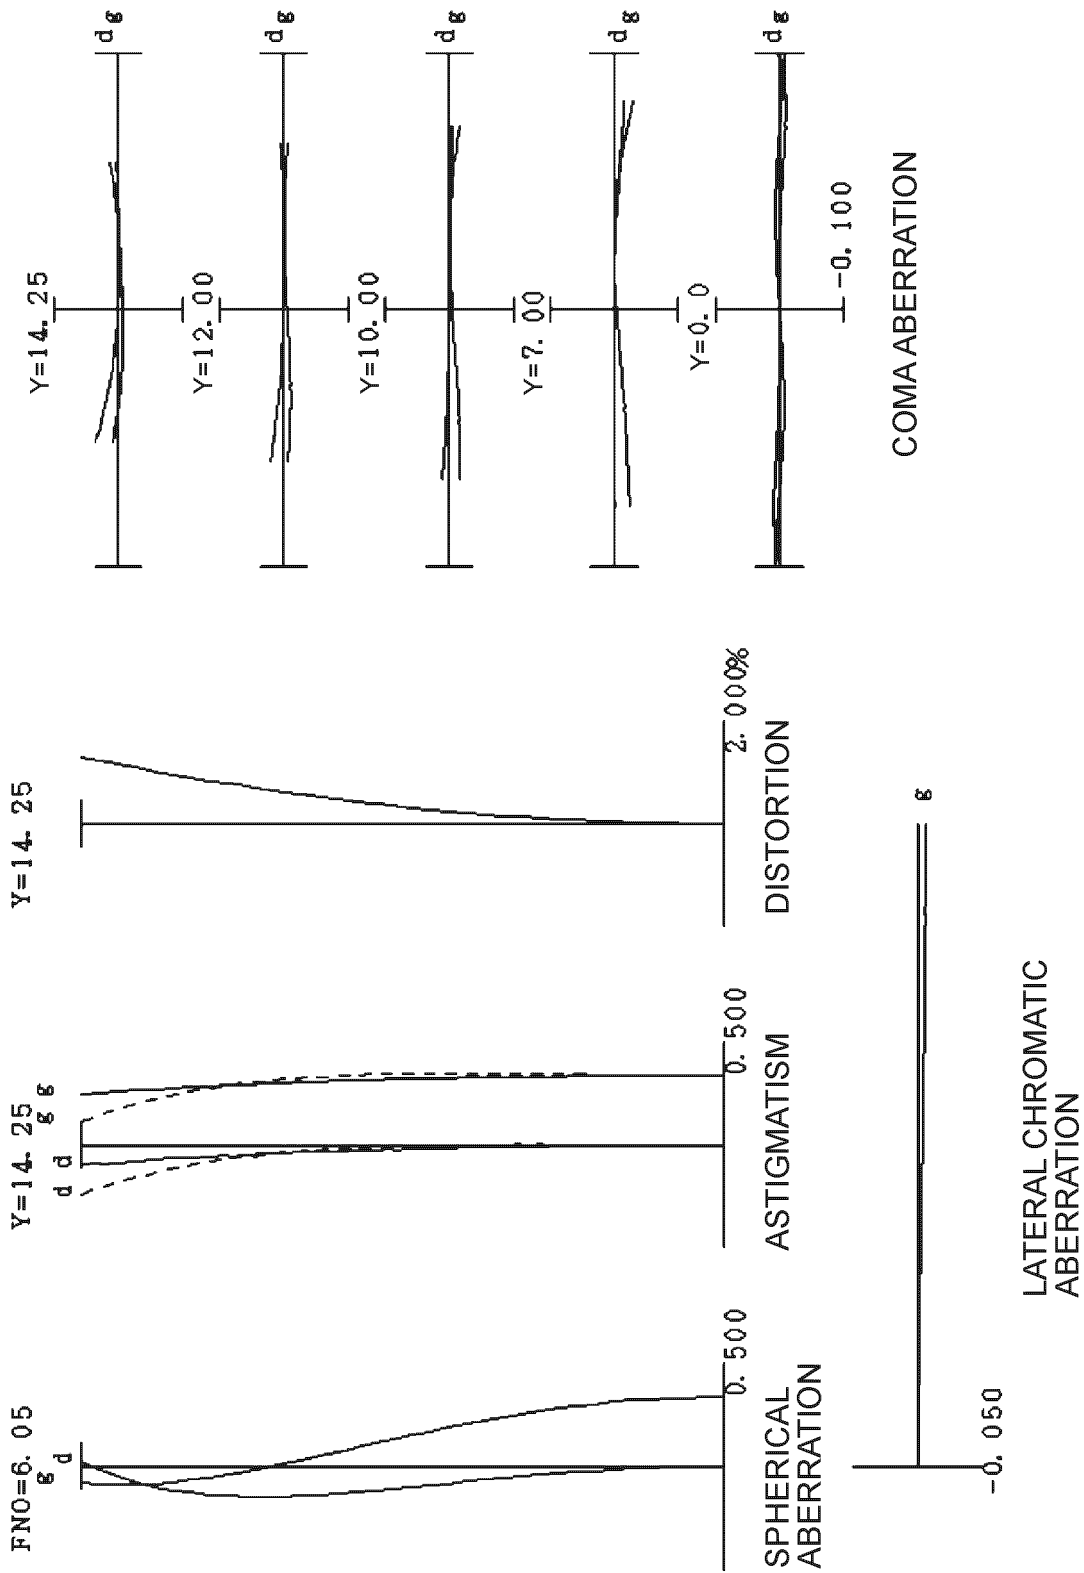 FNO=6.05
g
d
0.500
SPHERICAL
ABERRATION
Y=14.25
d
d
g
g
0.500
ASTIGMATISM
Y=14.25
2.000%
DISTORTION
Y=14.25
d g
Y=12.00
d g
Y=10.00
d g
Y=7.00
d g
Y=0.0
d g
-0.100
COMA ABERRATION
g
-0.050
LATERAL CHROMATIC
ABERRATION